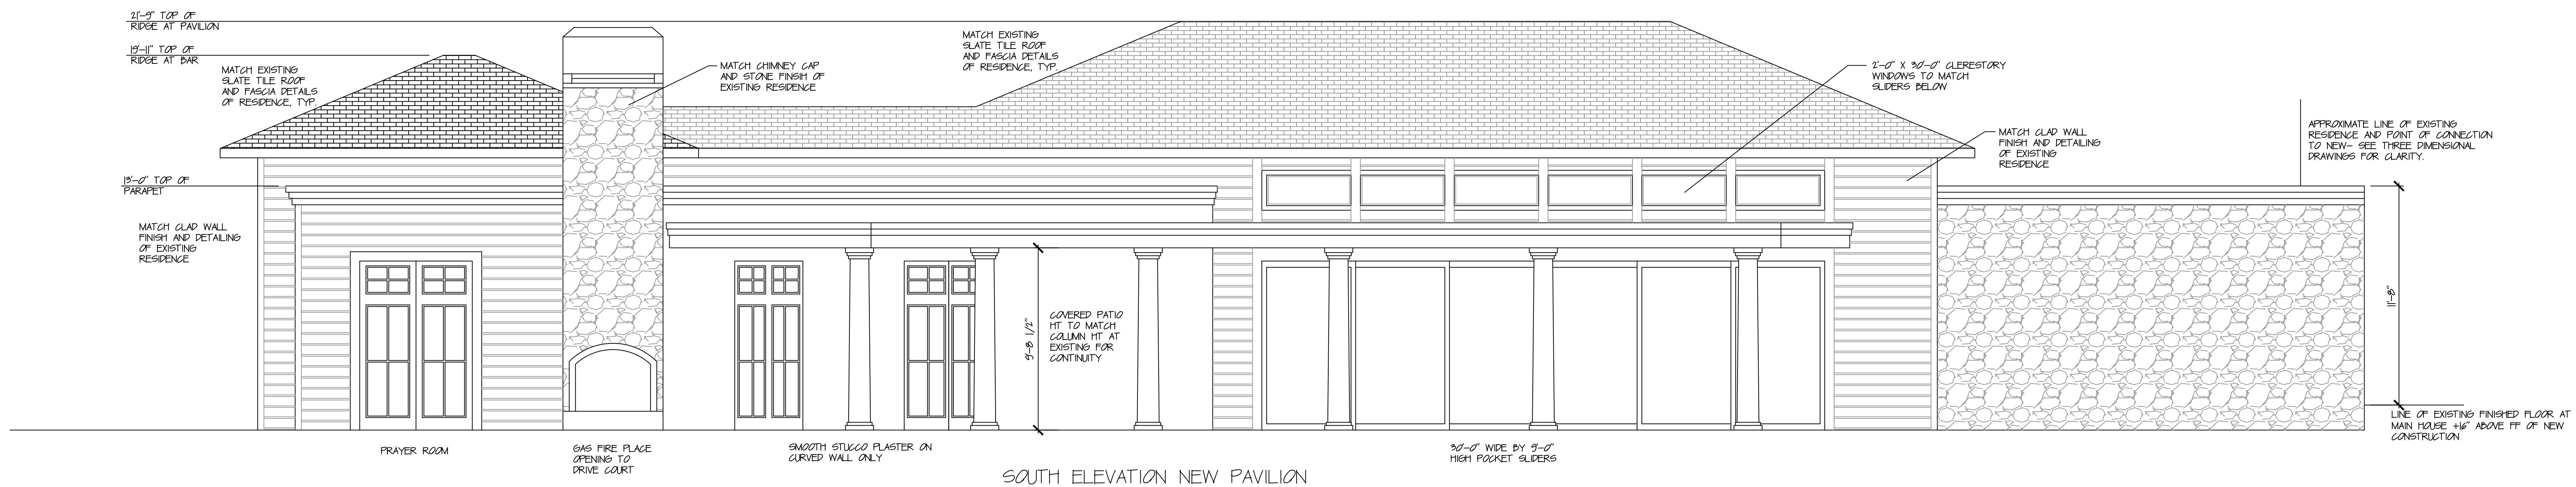 21'-9" TOP OF
RIDGE AT PAVILION
19'-11" TOP OF
RIDGE AT BAR
MATCH EXISTING
SLATE TILE ROOF
AND FASCIA DETAILS
OF RESIDENCE, TYP.
13'-0" TOP OF
PARAPET
MATCH CLAD WALL
FINISH AND DETAILING
OF EXISTING
RESIDENCE
MATCH CHIMNEY CAP
AND STONE FINSIH OF
EXISTING RESIDENCE
MATCH EXISTING
SLATE TILE ROOF
AND FASCIA DETAILS
OF RESIDENCE, TYP.
2'-0" X 30'-0" CLERESTORY
WINDOWS TO MATCH
SLIDERS BELOW
MATCH CLAD WALL
FINISH AND DETAILING
OF EXISTING
RESIDENCE
APPROXIMATE LINE OF EXISTING
RESIDENCE AND POINT OF CONNECTION
TO NEW- SEE THREE DIMENSIONAL
DRAWINGS FOR CLARITY.
9'-8 1/2"
COVERED PATIO
HT TO MATCH
COLUMN HT AT
EXISTING FOR
CONTINUITY
11'-8"
LINE OF EXISTING FINISHED FLOOR AT
MAIN HOUSE +16" ABOVE FF OF NEW
CONSTRUCTION
PRAYER ROOM
GAS FIRE PLACE
OPENING TO
DRIVE COURT
SMOOTH STUCCO PLASTER ON
CURVED WALL ONLY
30'-0" WIDE BY 9'-0"
HIGH POCKET SLIDERS
SOUTH ELEVATION NEW PAVILION